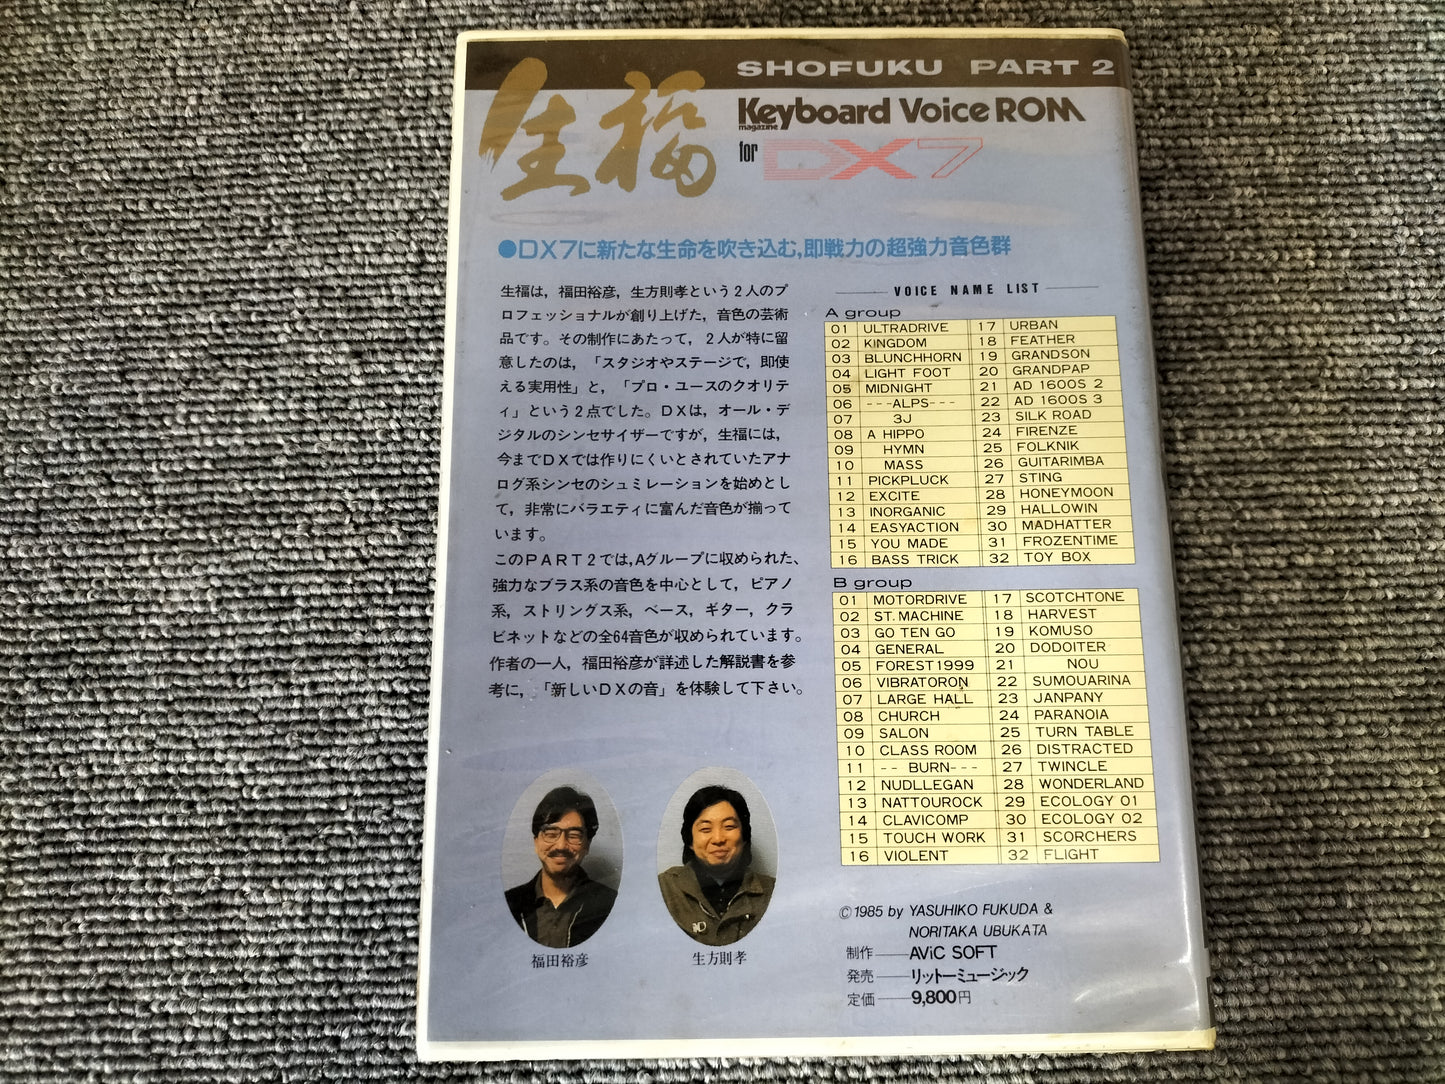 生福
SHOFUKU PART 2
Keyboard Voice ROM
magazine
for DX7
●DX7に新たな生命を吹き込む,即戦力の超強力音色群
生福は，福田裕彦，生方則孝という2人のプ
ロフェッショナルが創り上げた，音色の芸術
品です。その制作にあたって，2人が特に留
意したのは，「スタジオやステージで，即使
える実用性」と，「プロ・ユースのクオリテ
ィ」という2点でした。DXは，オール・デ
ジタルのシンセサイザーですが，生福には，
今までDXでは作りにくいとされていたアナ
ログ系シンセのシュミレーションを始めとし
て，非常にバラエティに富んだ音色が揃って
います。
このPART2では,Aグループに収められた、
強力なブラス系の音色を中心として，ピアノ
系，ストリングス系，ベース，ギター，クラ
ビネットなどの全64音色が収められています。
作者の一人，福田裕彦が詳述した解説書を参
考に，「新しいDXの音」を体験して下さい。
福田裕彦
生方則孝
VOICE NAME LIST
A group
01 ULTRADRIVE 17 URBAN
02 KINGDOM 18 FEATHER
03 BLUNCHHORN 19 GRANDSON
04 LIGHT FOOT 20 GRANDPAP
05 MIDNIGHT 21 AD 1600S 2
06 ---ALPS--- 22 AD 1600S 3
07 3J 23 SILK ROAD
08 A HIPPO 24 FIRENZE
09 HYMN 25 FOLKNIK
10 MASS 26 GUITARIMBA
11 PICKPLUCK 27 STING
12 EXCITE 28 HONEYMOON
13 INORGANIC 29 HALLOWIN
14 EASYACTION 30 MADHATTER
15 YOU MADE 31 FROZENTIME
16 BASS TRICK 32 TOY BOX
B group
01 MOTORDRIVE 17 SCOTCHTONE
02 ST. MACHINE 18 HARVEST
03 GO TEN GO 19 KOMUSO
04 GENERAL 20 DODOITER
05 FOREST1999 21 NOU
06 VIBRATORON 22 SUMOUARINA
07 LARGE HALL 23 JANPANY
08 CHURCH 24 PARANOIA
09 SALON 25 TURN TABLE
10 CLASS ROOM 26 DISTRACTED
11 -- BURN--- 27 TWINCLE
12 NUDLLEGAN 28 WONDERLAND
13 NATTOUROCK 29 ECOLOGY 01
14 CLAVICOMP 30 ECOLOGY 02
15 TOUCH WORK 31 SCORCHERS
16 VIOLENT 32 FLIGHT
©1985 by YASUHIKO FUKUDA &
NORITAKA UBUKATA
制作——AViC SOFT
発売——リットーミュージック
定価——9,800円